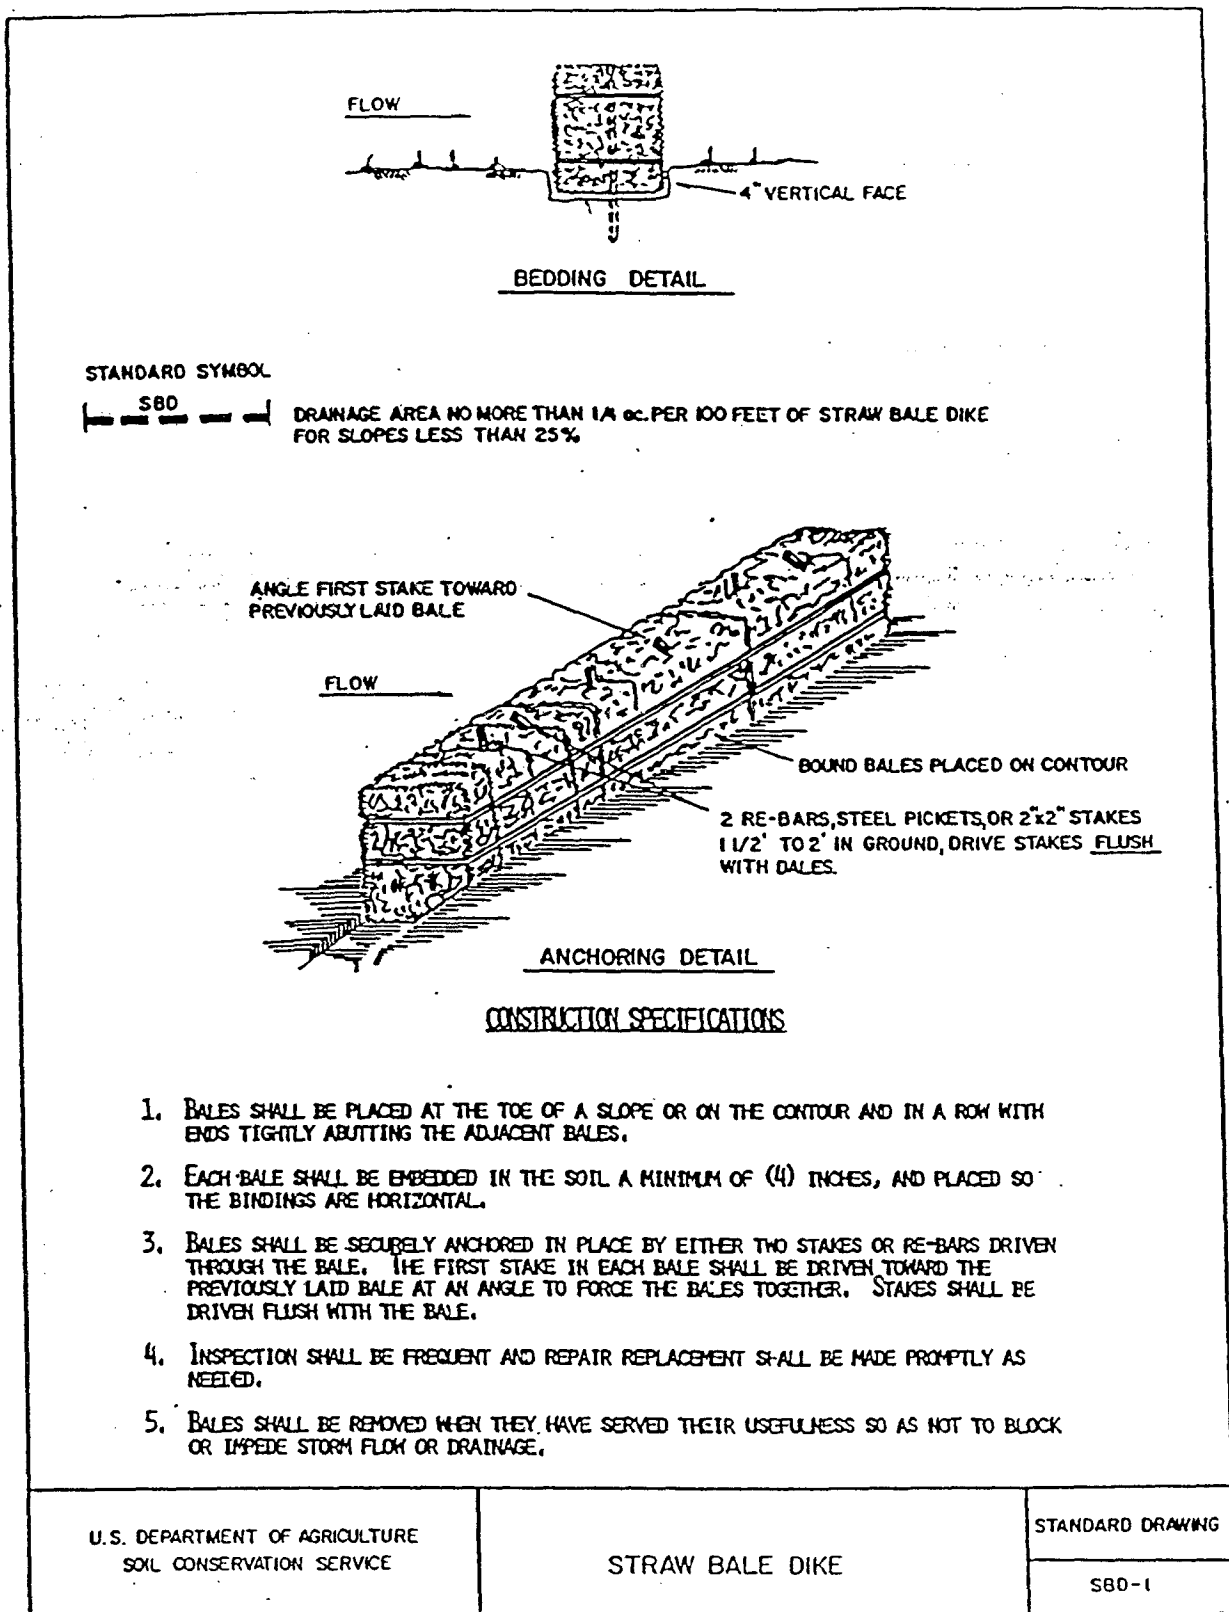 FLOW
4" VERTICAL FACE
BEDDING DETAIL
STANDARD SYMBOL
SBD
DRAINAGE AREA NO MORE THAN 1/4 ac. PER 100 FEET OF STRAW BALE DIKE
FOR SLOPES LESS THAN 25%
ANGLE FIRST STAKE TOWARD
PREVIOUSLY LAID BALE
FLOW
BOUND BALES PLACED ON CONTOUR
2 RE-BARS, STEEL PICKETS, OR 2"x2" STAKES
1 1/2' TO 2' IN GROUND, DRIVE STAKES FLUSH
WITH BALES.
ANCHORING DETAIL
CONSTRUCTION SPECIFICATIONS
1. BALES SHALL BE PLACED AT THE TOE OF A SLOPE OR ON THE CONTOUR AND IN A ROW WITH
ENDS TIGHTLY ABUTTING THE ADJACENT BALES.
2. EACH BALE SHALL BE EMBEDDED IN THE SOIL A MINIMUM OF (4) INCHES, AND PLACED SO
THE BINDINGS ARE HORIZONTAL.
3. BALES SHALL BE SECURELY ANCHORED IN PLACE BY EITHER TWO STAKES OR RE-BARS DRIVEN
THROUGH THE BALE. THE FIRST STAKE IN EACH BALE SHALL BE DRIVEN TOWARD THE
PREVIOUSLY LAID BALE AT AN ANGLE TO FORCE THE BALES TOGETHER. STAKES SHALL BE
DRIVEN FLUSH WITH THE BALE.
4. INSPECTION SHALL BE FREQUENT AND REPAIR REPLACEMENT SHALL BE MADE PROMPTLY AS
NEEDED.
5. BALES SHALL BE REMOVED WHEN THEY HAVE SERVED THEIR USEFULNESS SO AS NOT TO BLOCK
OR IMPEDE STORM FLOW OR DRAINAGE.
U.S. DEPARTMENT OF AGRICULTURE
SOIL CONSERVATION SERVICE
STRAW BALE DIKE
STANDARD DRAWING
SBD-1